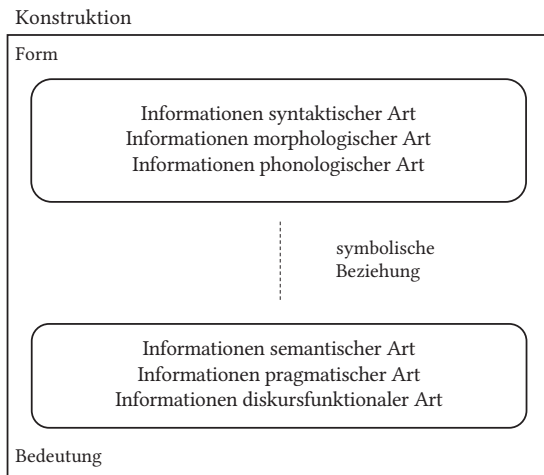 Konstruktion
Form
Informationen syntaktischer Art
Informationen morphologischer Art
Informationen phonologischer Art
symbolische
Beziehung
Informationen semantischer Art
Informationen pragmatischer Art
Informationen diskursfunktionaler Art
Bedeutung